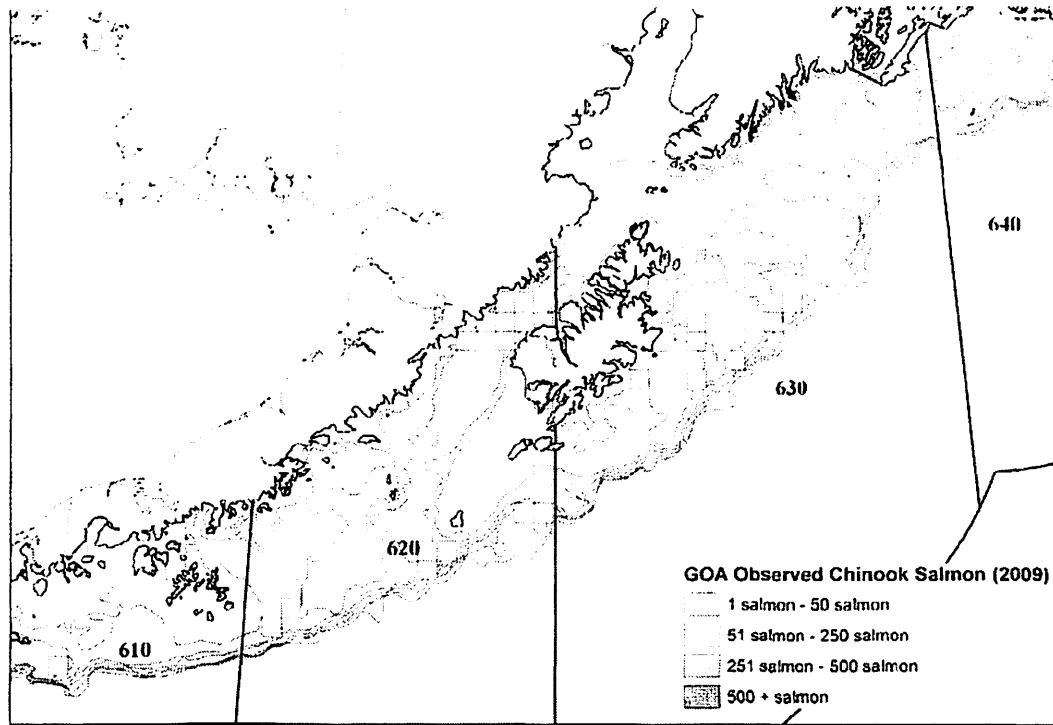 640
630
620
610
GOA Observed Chinook Salmon (2009)
1 salmon - 50 salmon
51 salmon - 250 salmon
251 salmon - 500 salmon
500 + salmon